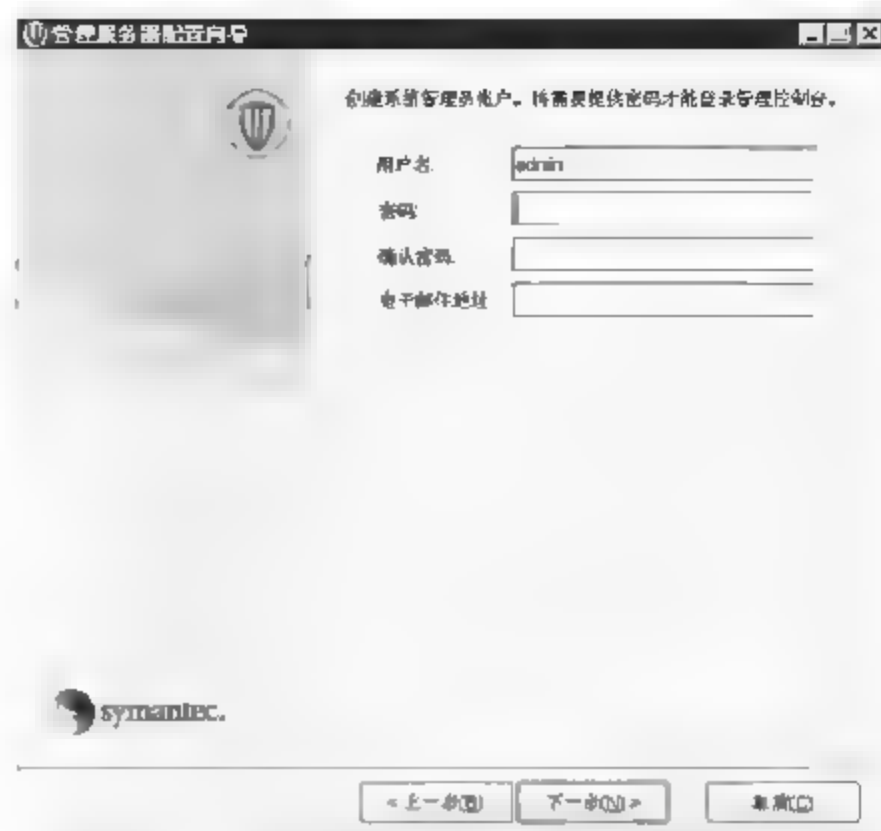 管理服务器配置向导
创建系统管理员帐户。将需要提供密码才能登录管理控制台。
用户名
admin
密码
确认密码
电子邮件地址
symantec.
< 上一步(B)
下一步(N) >
取消(C)